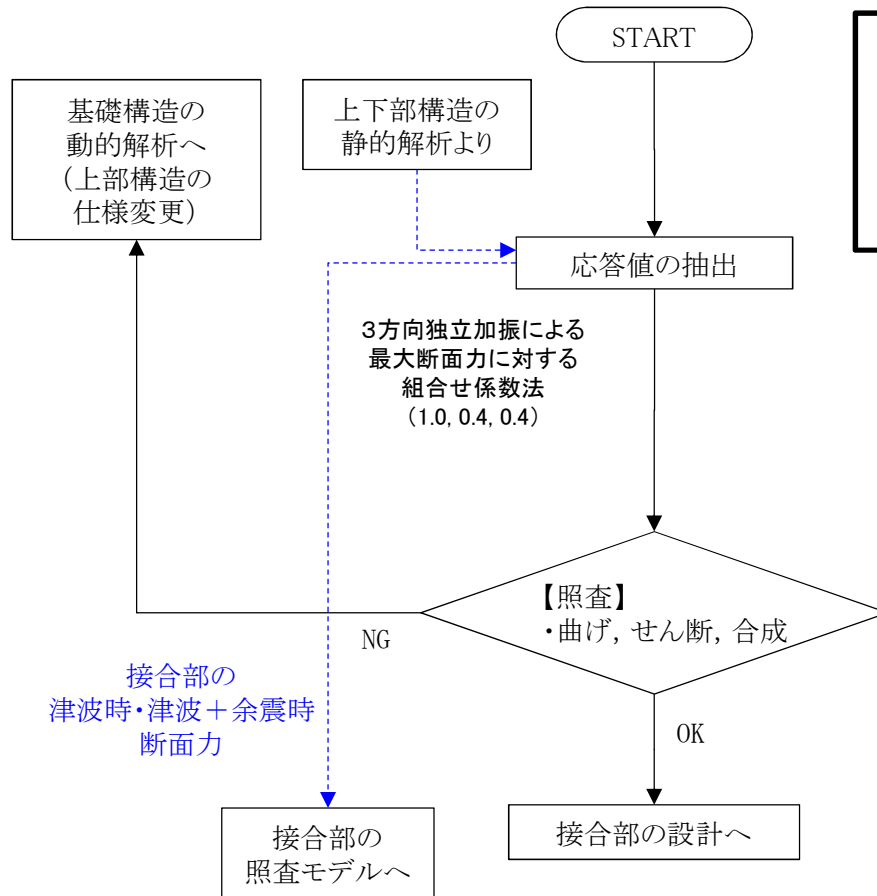 START
基礎構造の
動的解析へ
(上部構造の
仕様変更)
上下部構造の
静的解析より
応答値の抽出
3方向独立加振による
最大断面力に対する
組合せ係数法
(1.0, 0.4, 0.4)
【照査】
・曲げ, せん断, 合成
NG
接合部の
津波時・津波+余震時
断面力
OK
接合部の
照査モデルへ
接合部の設計へ